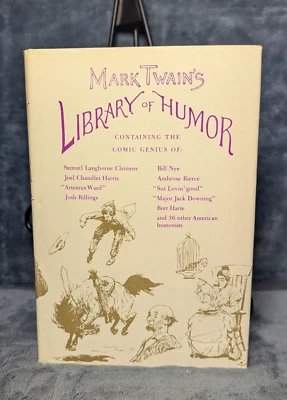 MARK TWAIN'S
LIBRARY OF HUMOR
CONTAINING THE
COMIC GENIUS OF:
Samuel Langhorne Clemens
Joel Chandler Harris
"Artemus Ward"
Josh Billings
Bill Nye
Ambrose Bierce
"Sut Lovin'good"
"Major Jack Downing"
Bret Harte
and 36 other American
humorists